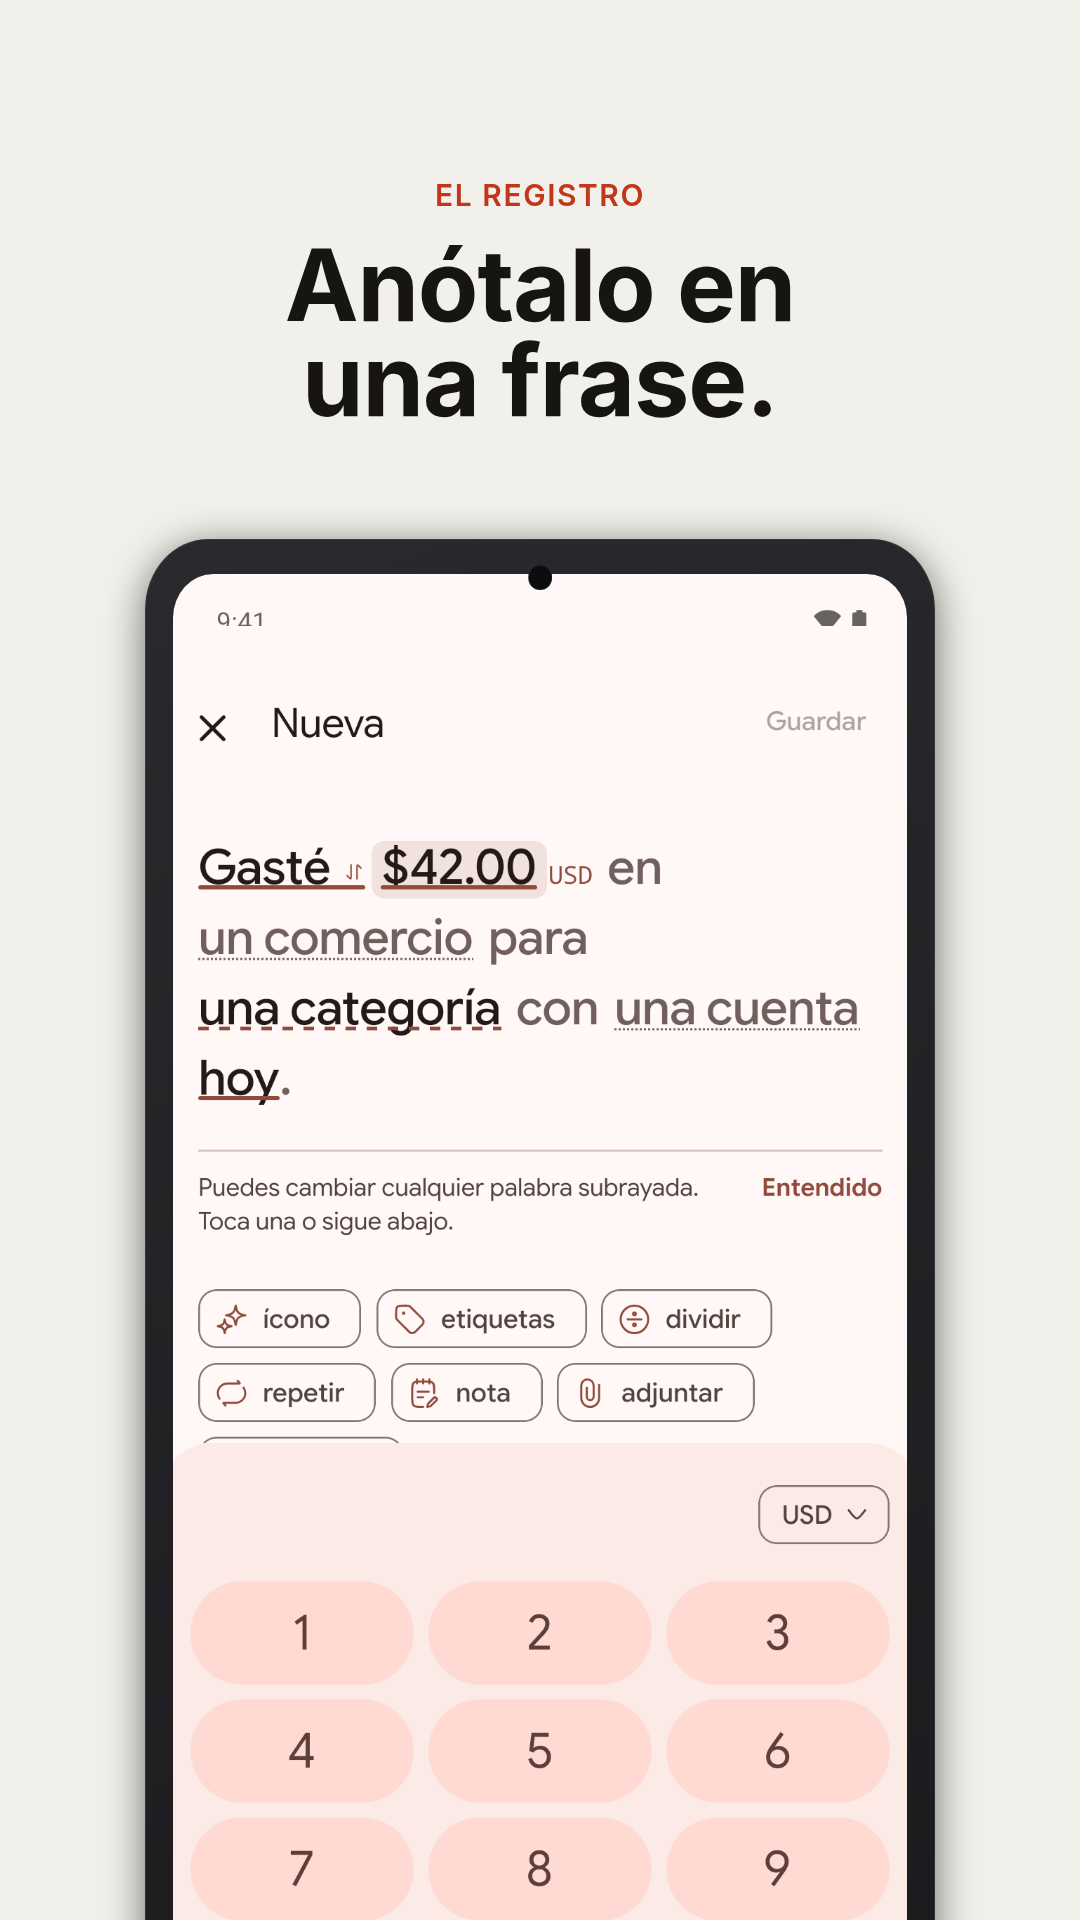 EL REGISTRO
Anótalo en
una frase.
9:41
Nueva
Guardar
Gasté $42.00 USD en
un comercio para
una categoría con una cuenta
hoy.
Puedes cambiar cualquier palabra subrayada.
Entendido
Toca una o sigue abajo.
ícono
etiquetas
dividir
repetir
nota
adjuntar
USD
1
2
3
4
5
6
7
8
9